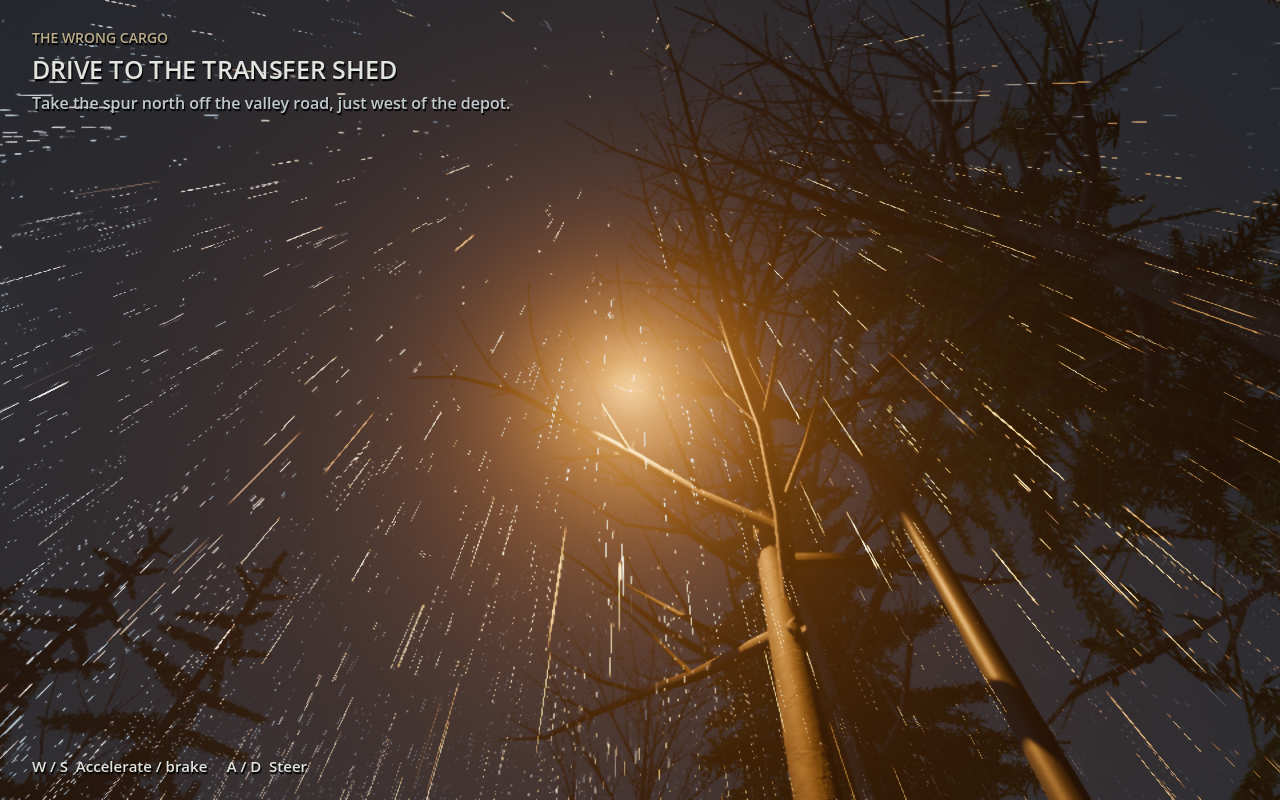 THE WRONG CARGO
DRIVE TO THE TRANSFER SHED
Take the spur north off the valley road, just west of the depot.
W / S Accelerate / brake A / D Steer